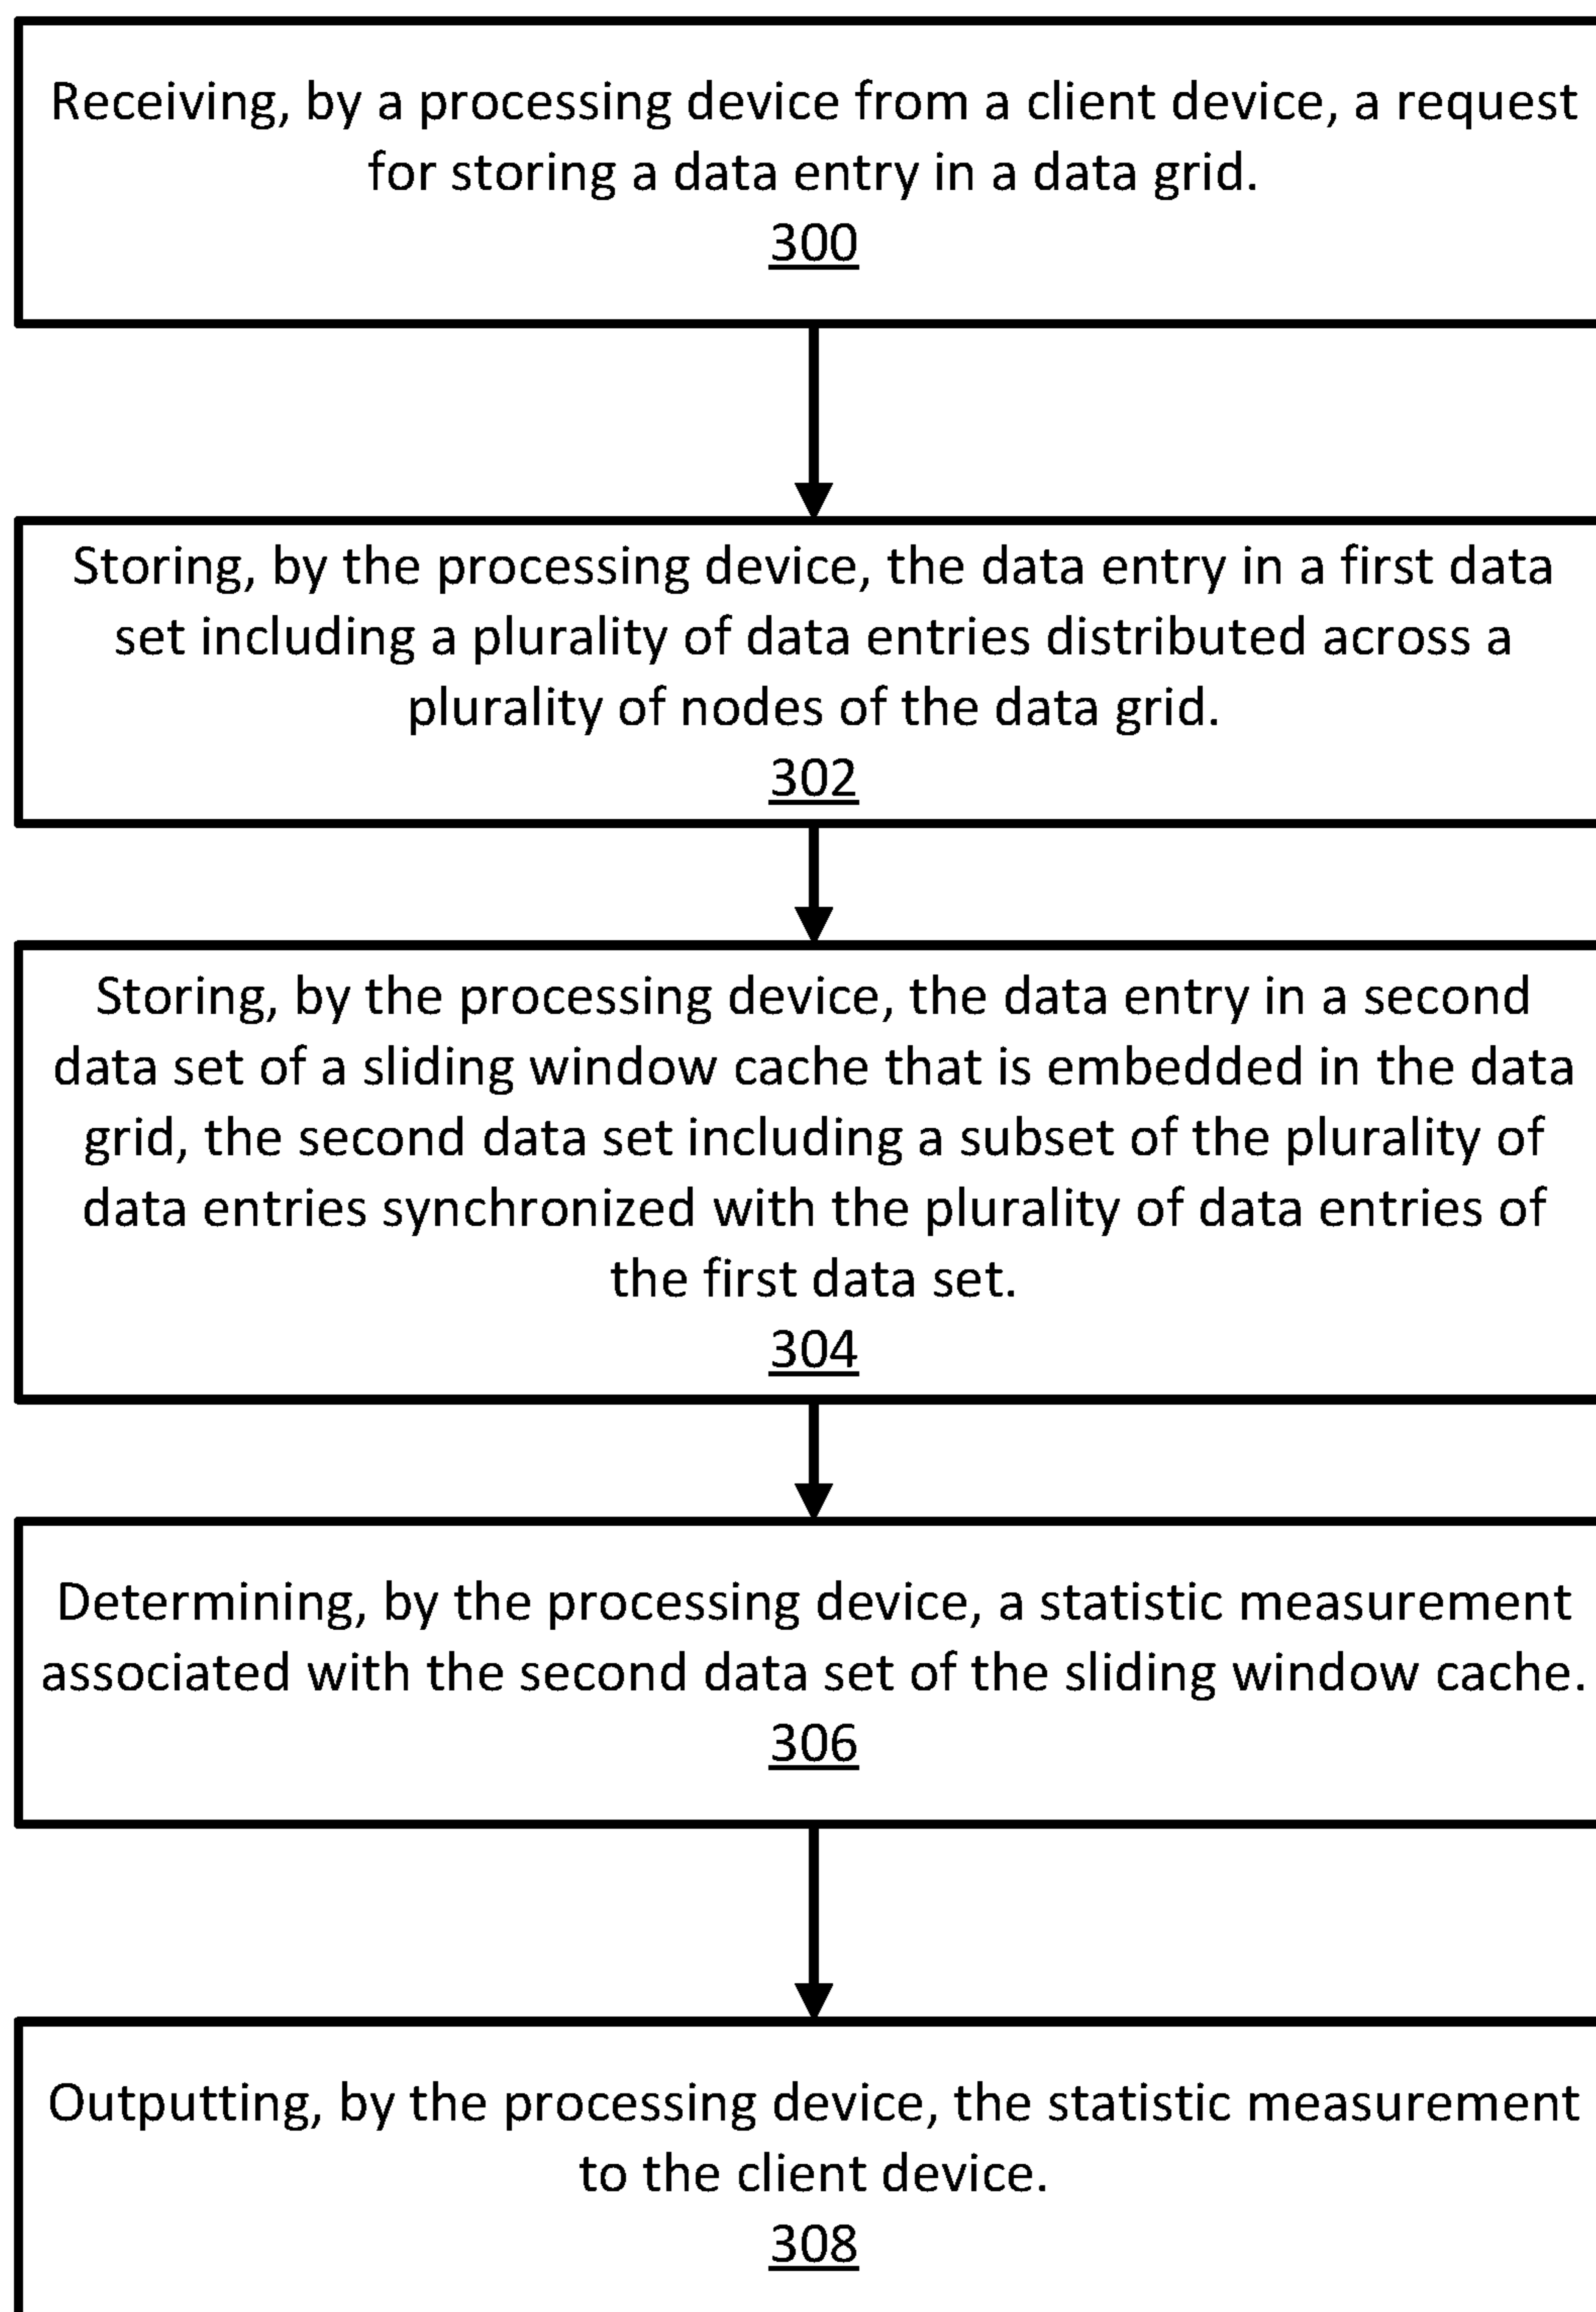 Receiving, by a processing device from a client device, a request
for storing a data entry in a data grid.
300
Storing, by the processing device, the data entry in a first data
set including a plurality of data entries distributed across a
plurality of nodes of the data grid.
302
Storing, by the processing device, the data entry in a second
data set of a sliding window cache that is embedded in the data
grid, the second data set including a subset of the plurality of
data entries synchronized with the plurality of data entries of
the first data set.
304
Determining, by the processing device, a statistic measurement
associated with the second data set of the sliding window cache.
306
Outputting, by the processing device, the statistic measurement
to the client device.
308